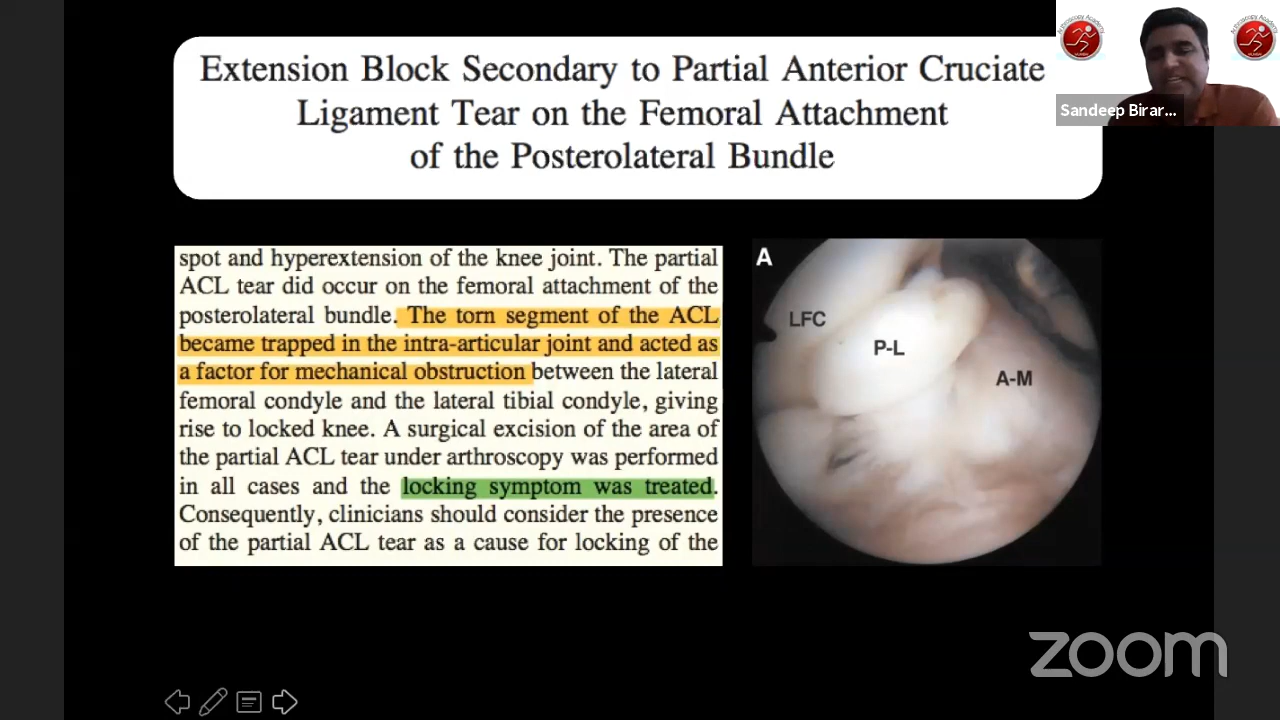 Extension Block Secondary to Partial Anterior Cruciate
Ligament Tear on the Femoral Attachment
of the Posterolateral Bundle
Sandeep Birar...
spot and hyperextension of the knee joint. The partial
ACL tear did occur on the femoral attachment of the
posterolateral bundle. The torn segment of the ACL
became trapped in the intra-articular joint and acted as
a factor for mechanical obstruction between the lateral
femoral condyle and the lateral tibial condyle, giving
rise to locked knee. A surgical excision of the area of
the partial ACL tear under arthroscopy was performed
in all cases and the locking symptom was treated.
Consequently, clinicians should consider the presence
of the partial ACL tear as a cause for locking of the
A
LFC
P-L
A-M
zoom